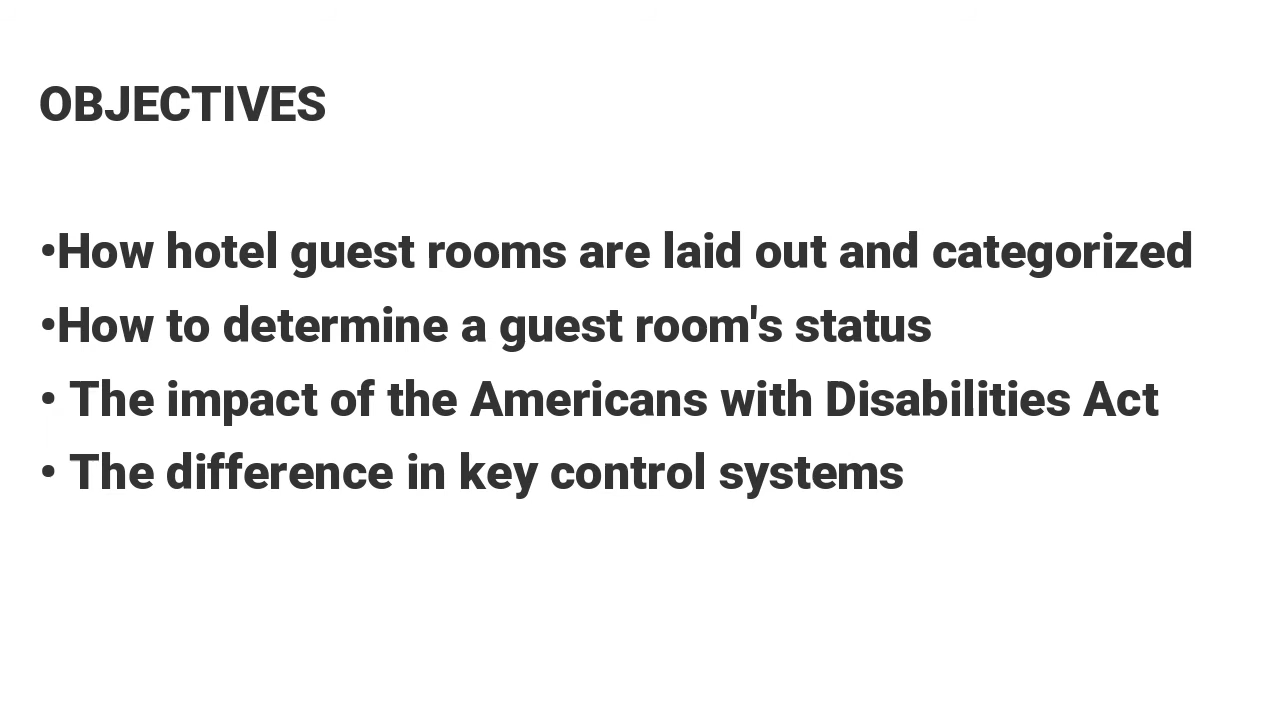 OBJECTIVES
•How hotel guest rooms are laid out and categorized
•How to determine a guest room's status
• The impact of the Americans with Disabilities Act
• The difference in key control systems